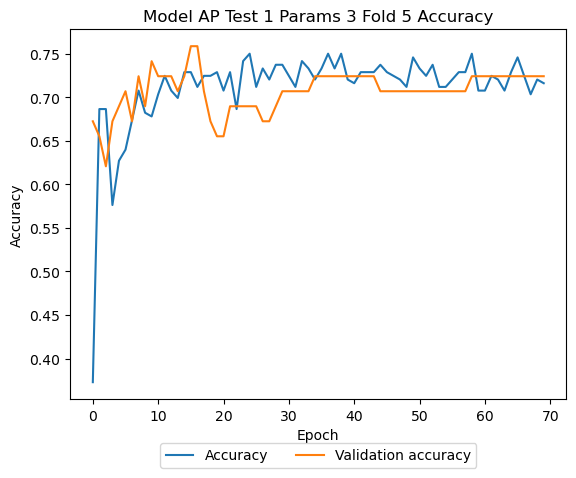 Model AP Test 1 Params 3 Fold 5 Accuracy
Accuracy
0.75
0.70
0.65
0.60
0.55
0.50
0.45
0.40
0 10 20 30 40 50 60 70
Epoch
Accuracy Validation accuracy